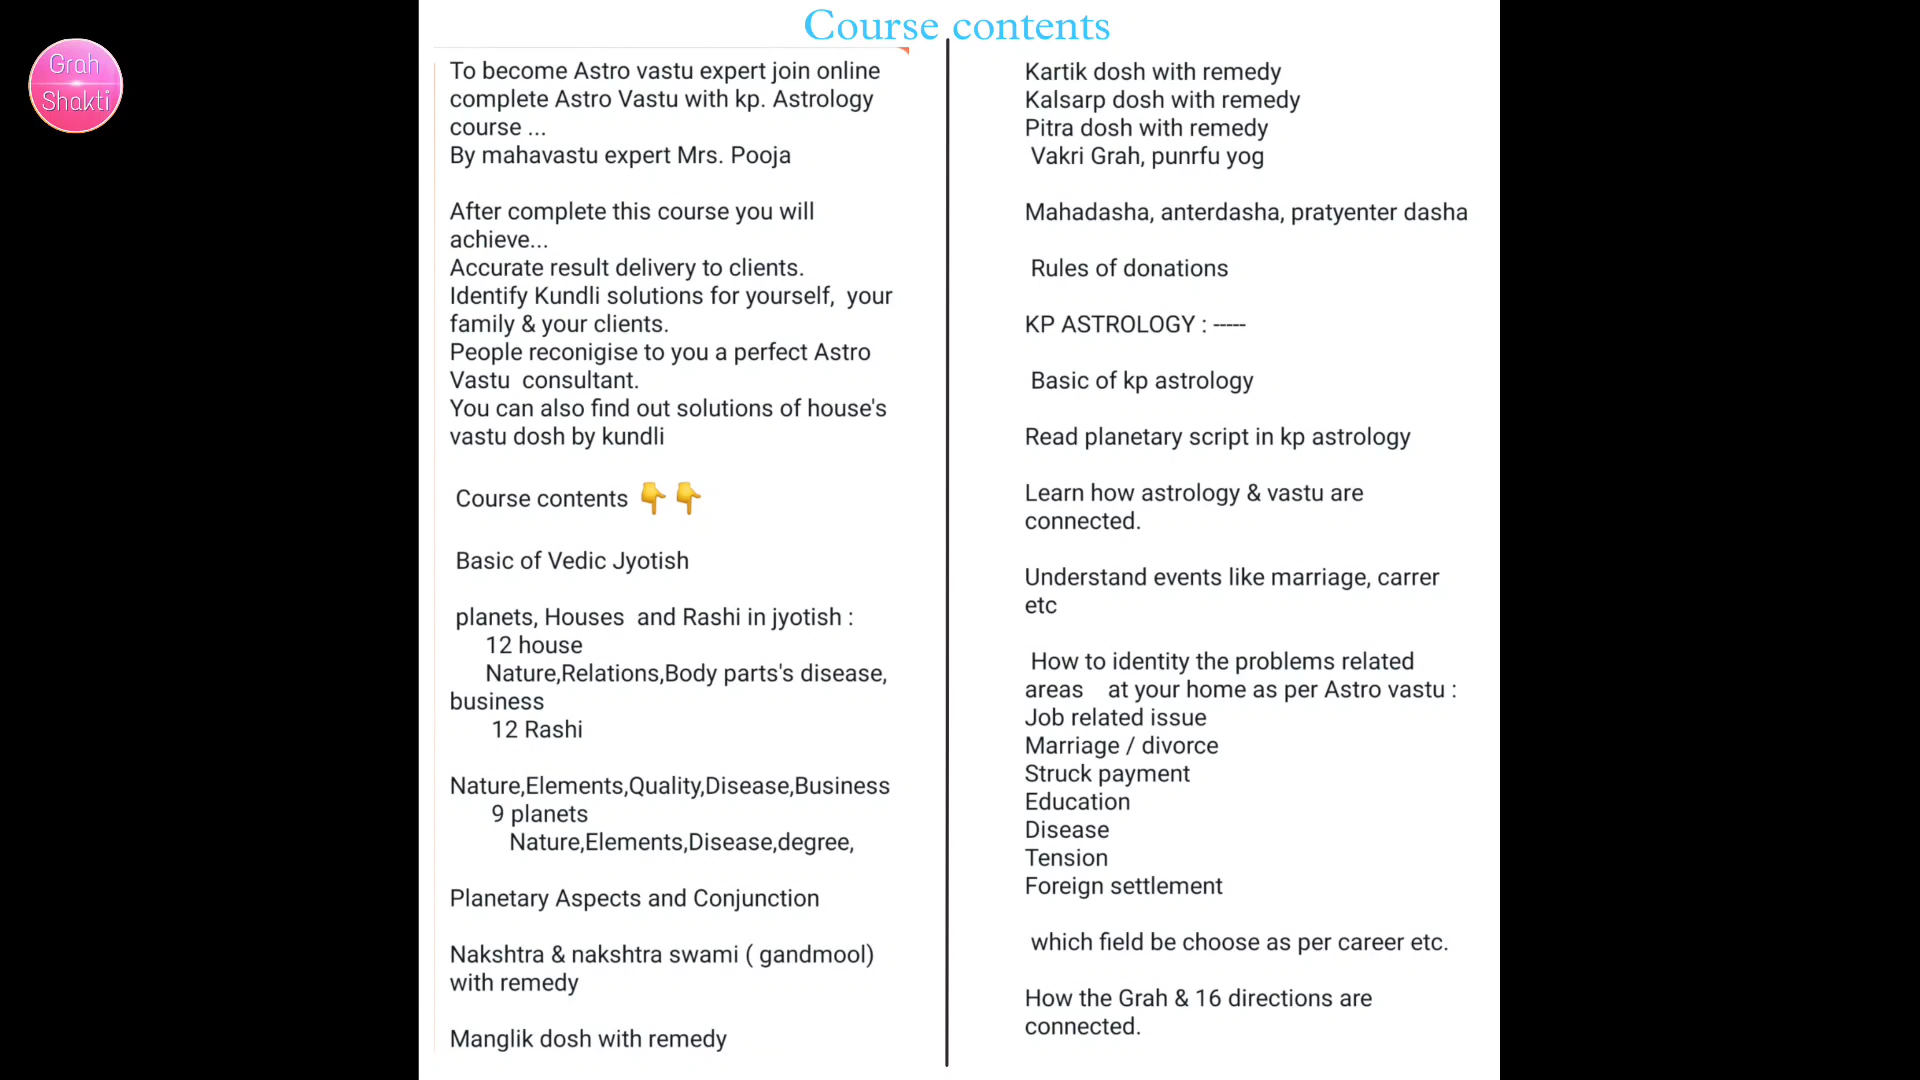 Course contents
Grah
Shakti
To become Astro vastu expert join online
complete Astro Vastu with kp. Astrology
course ...
By mahavastu expert Mrs. Pooja
After complete this course you will
achieve...
Accurate result delivery to clients.
Identify Kundli solutions for yourself,  your
family & your clients.
People reconigise to you a perfect Astro
Vastu  consultant.
You can also find out solutions of house's
vastu dosh by kundli
Course contents 👇👇
Basic of Vedic Jyotish
planets, Houses  and Rashi in jyotish :
12 house
Nature,Relations,Body parts's disease,
business
12 Rashi
Nature,Elements,Quality,Disease,Business
9 planets
Nature,Elements,Disease,degree,
Planetary Aspects and Conjunction
Nakshtra & nakshtra swami ( gandmool)
with remedy
Manglik dosh with remedy
Kartik dosh with remedy
Kalsarp dosh with remedy
Pitra dosh with remedy
Vakri Grah, punrfu yog
Mahadasha, anterdasha, pratyenter dasha
Rules of donations
KP ASTROLOGY : -----
Basic of kp astrology
Read planetary script in kp astrology
Learn how astrology & vastu are
connected.
Understand events like marriage, carrer
etc
How to identity the problems related
areas    at your home as per Astro vastu :
Job related issue
Marriage / divorce
Struck payment
Education
Disease
Tension
Foreign settlement
which field be choose as per career etc.
How the Grah & 16 directions are
connected.